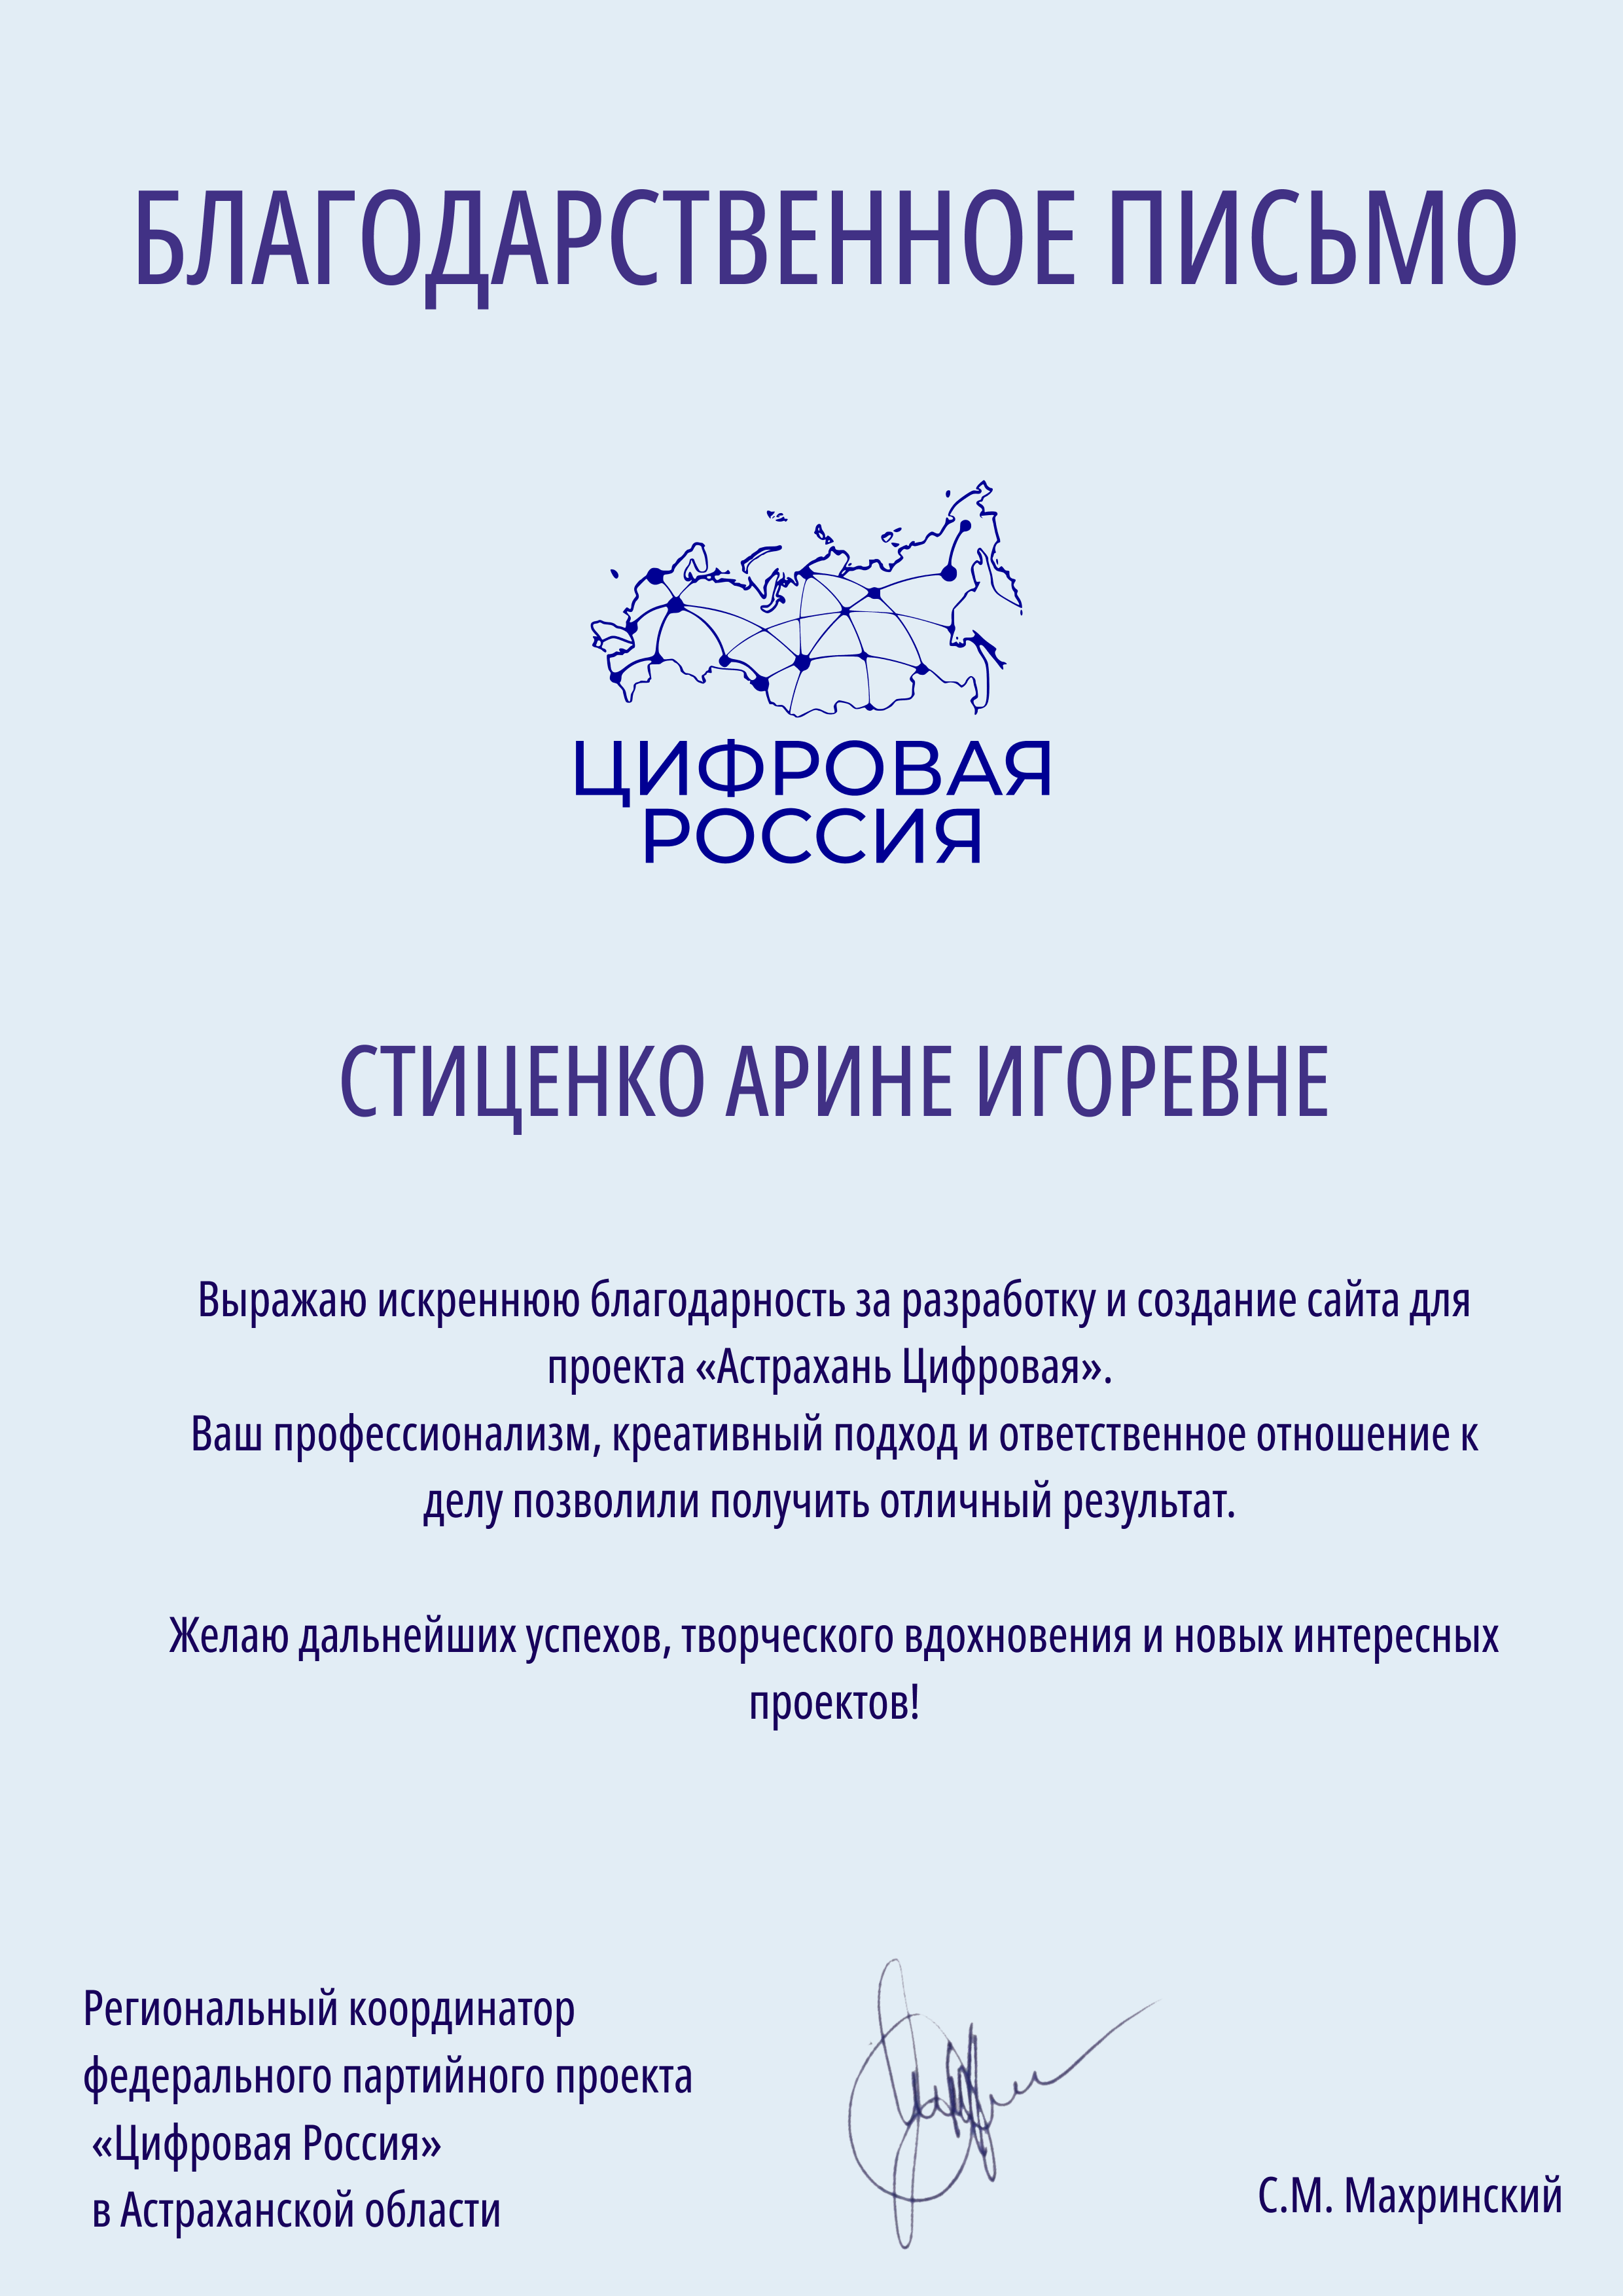 БЛАГОДАРСТВЕННОЕ ПИСЬМО
ЦИФРОВАЯ
РОССИЯ
СТИЦЕНКО АРИНЕ ИГОРЕВНЕ
Выражаю искреннюю благодарность за разработку и создание сайта для
проекта «Астрахань Цифровая».
Ваш профессионализм, креативный подход и ответственное отношение к
делу позволили получить отличный результат.
Желаю дальнейших успехов, творческого вдохновения и новых интересных
проектов!
Региональный координатор
федерального партийного проекта
«Цифровая Россия»
в Астраханской области
С.М. Махринский